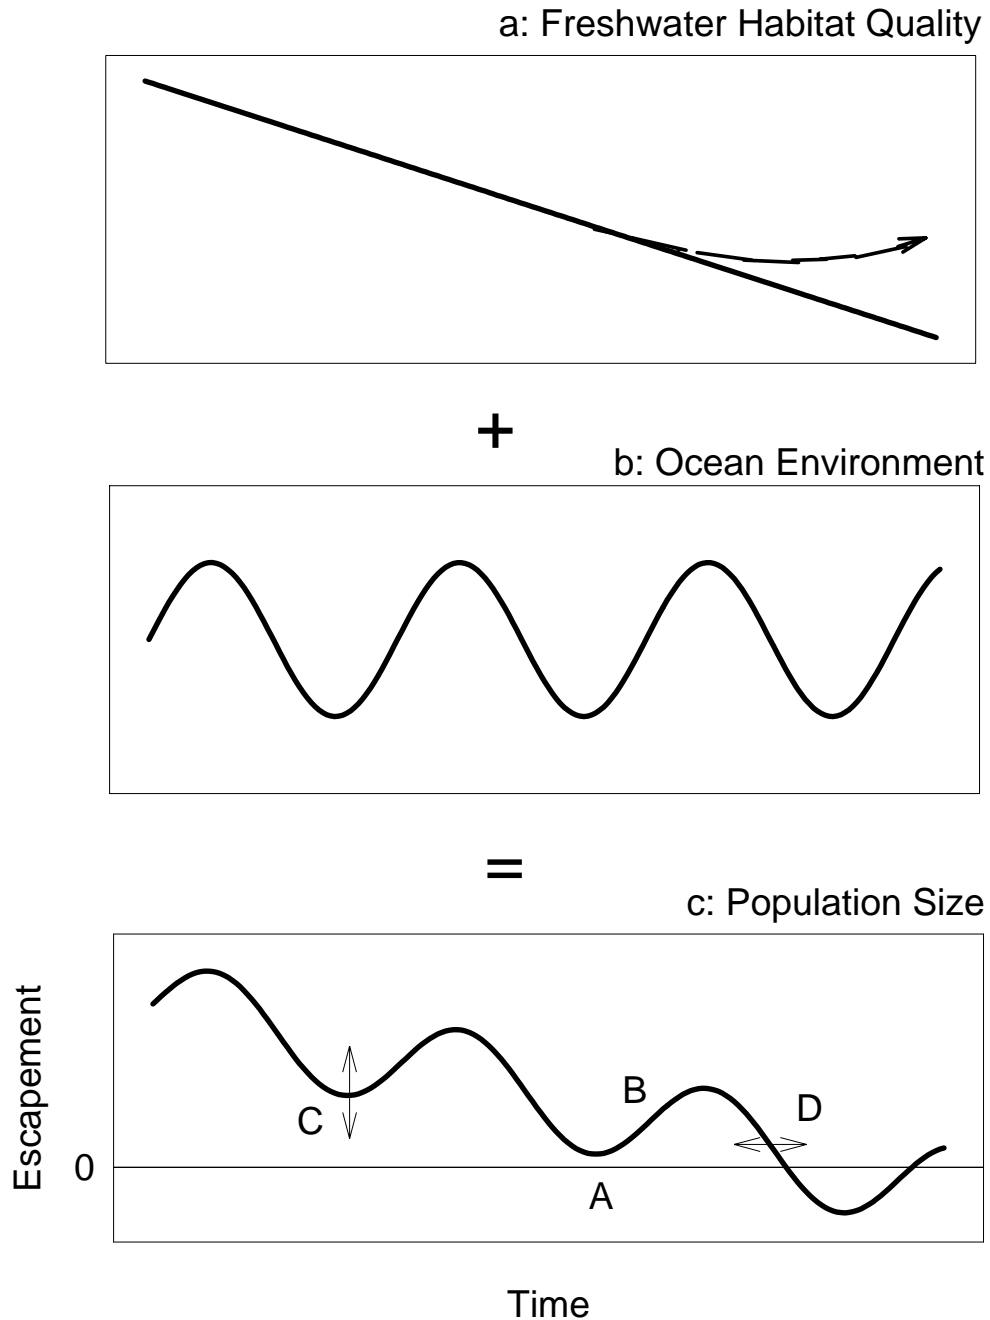 a: Freshwater Habitat Quality
+
b: Ocean Environment
=
c: Population Size
Escapement
0
C
B
D
A
Time